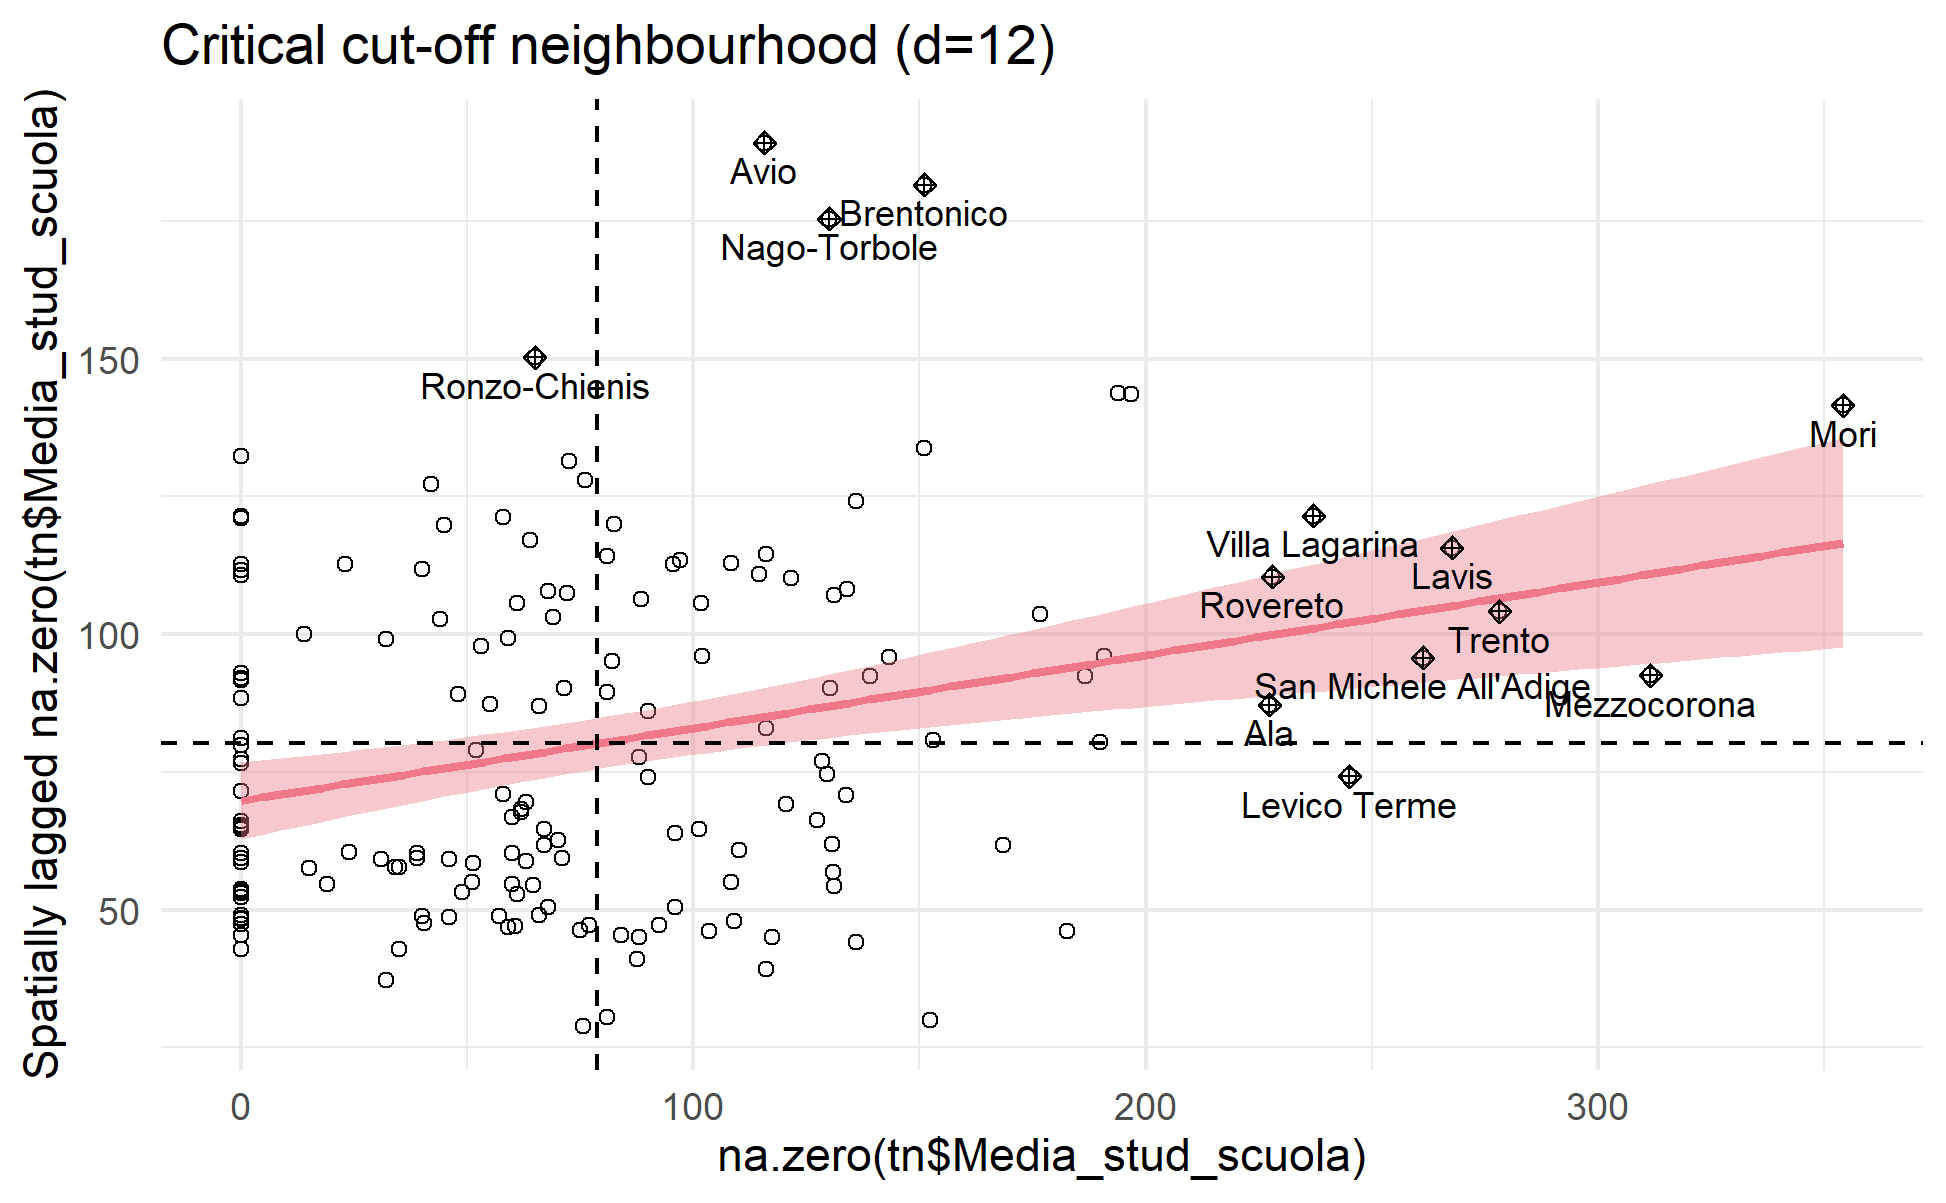 Critical cut-off neighbourhood (d=12)
Spatially lagged na.zero(tn$Media_stud_scuola)
150
100
50
Avio
Brentonico
Nago-Torbole
Ronzo-Chienis
Mori
Villa Lagarina
Lavis
Rovereto
Trento
San Michele All'Adige
Mezzocorona
Ala
Levico Terme
0
100
200
300
na.zero(tn$Media_stud_scuola)